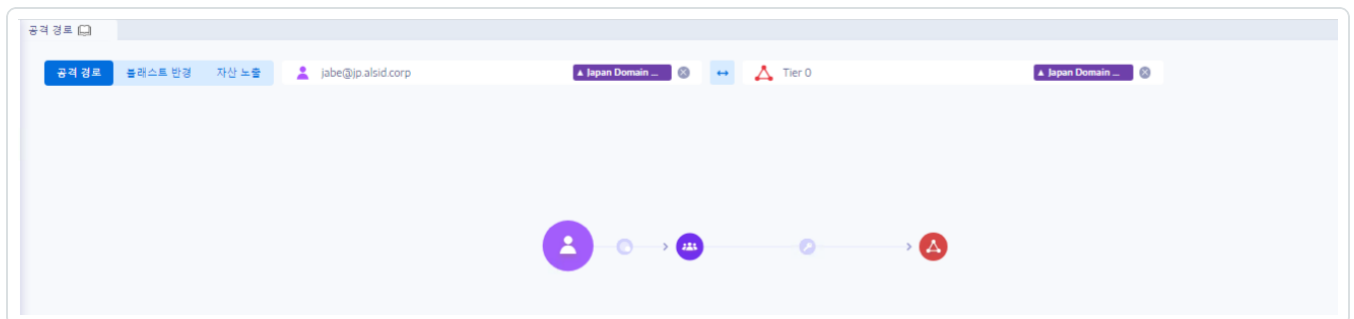 공격 경로
공격 경로 블래스트 반경 자산 노출 jabe@jp.alsid.corp ▲ Japan Domain ... ↔ Tier 0 ▲ Japan Domain ...